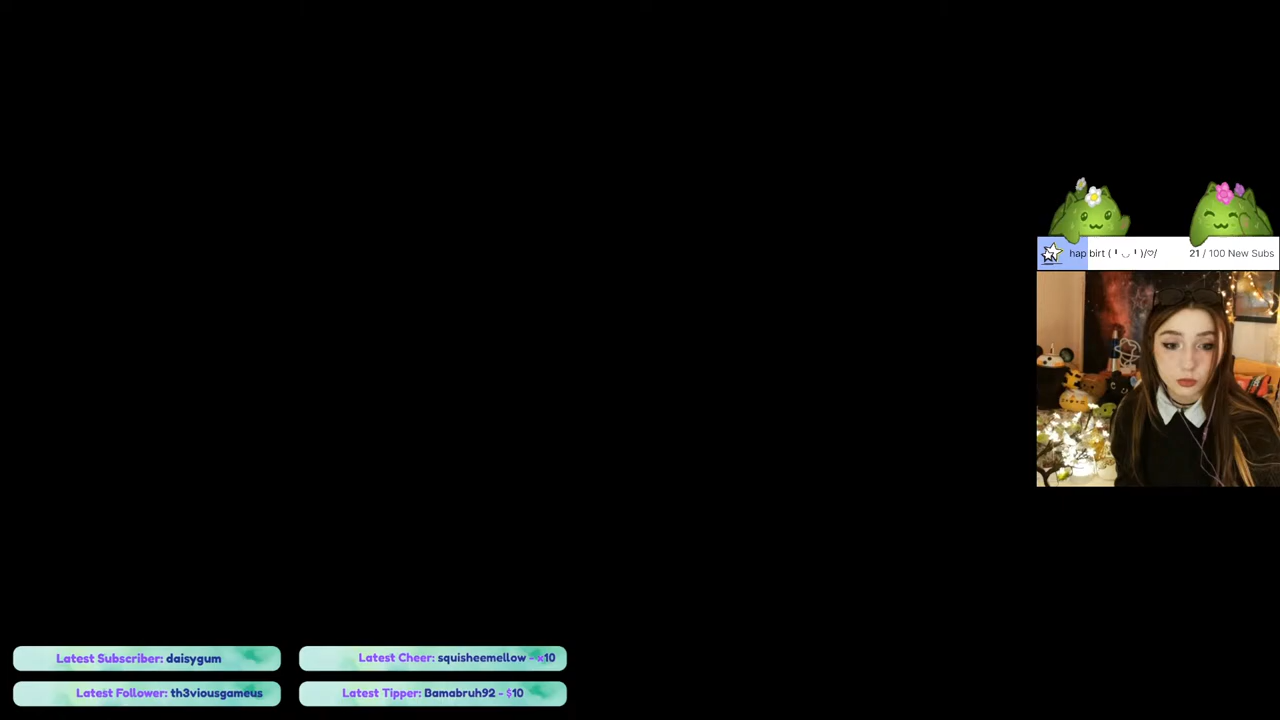 hap birt ( ╹ ◡ ╹ )/♡/ 21 / 100 New Subs
Latest Subscriber: daisygum
Latest Cheer: squisheemellow - x10
Latest Follower: th3viousgameus
Latest Tipper: Bamabruh92 - $10